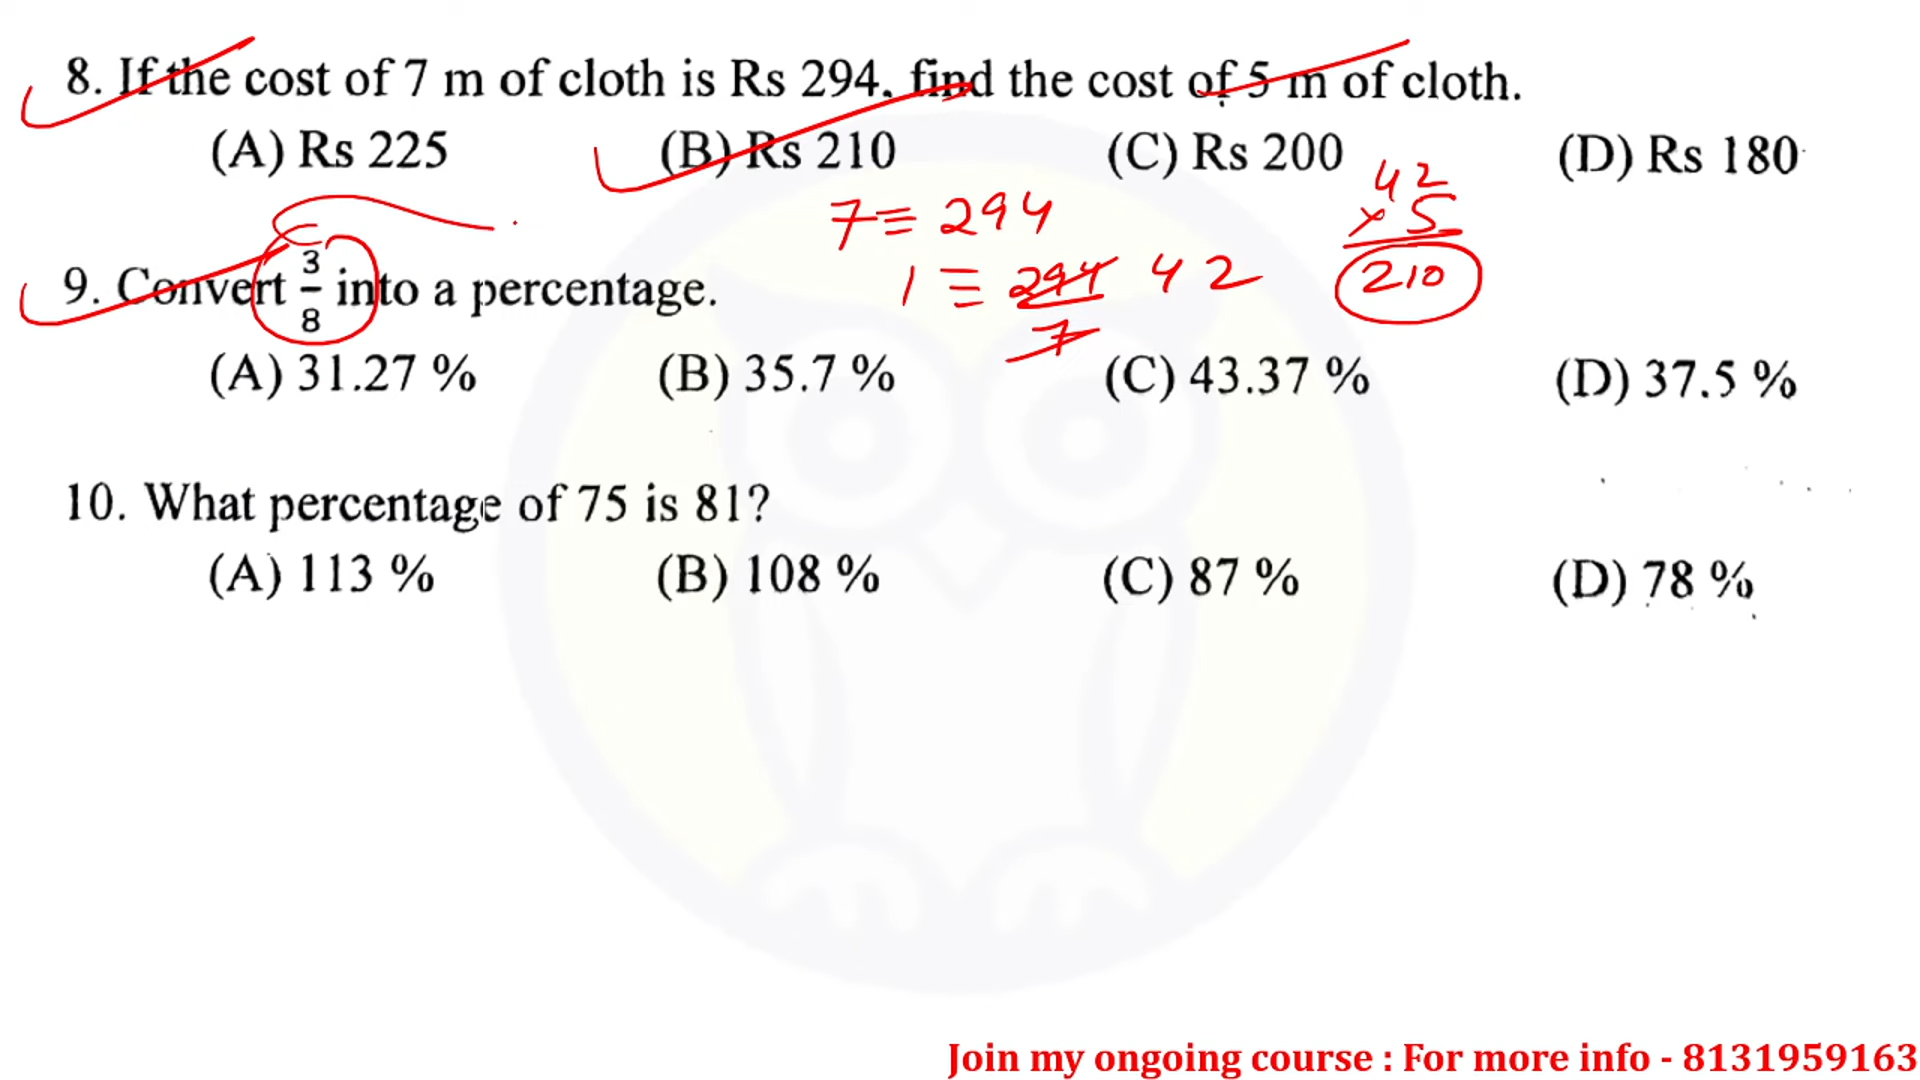 8. If the cost of 7 m of cloth is Rs 294, find the cost of 5 m of cloth.
(A) Rs 225 (B) Rs 210 (C) Rs 200 (D) Rs 180
7 ≡ 294
1 ≡ 294/7 42
42
× 5
210
9. Convert 3/8 into a percentage.
(A) 31.27 % (B) 35.7 % (C) 43.37 % (D) 37.5 %
10. What percentage of 75 is 81?
(A) 113 % (B) 108 % (C) 87 % (D) 78 %
Join my ongoing course : For more info - 8131959163